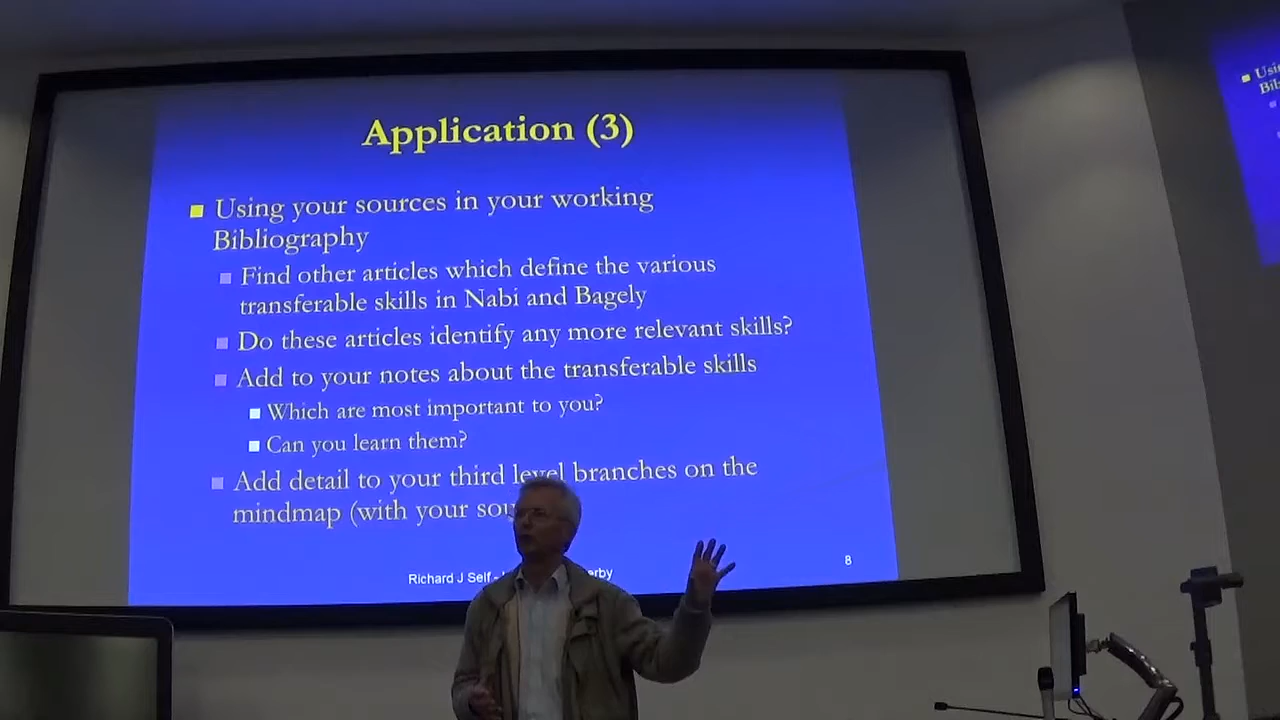 Application (3)
Using your sources in your working
Bibliography
Find other articles which define the various
transferable skills in Nabi and Bagely
Do these articles identify any more relevant skills?
Add to your notes about the transferable skills
Which are most important to you?
Can you learn them?
Add detail to your third level branches on the
mindmap (with your
Richard J Self -
8